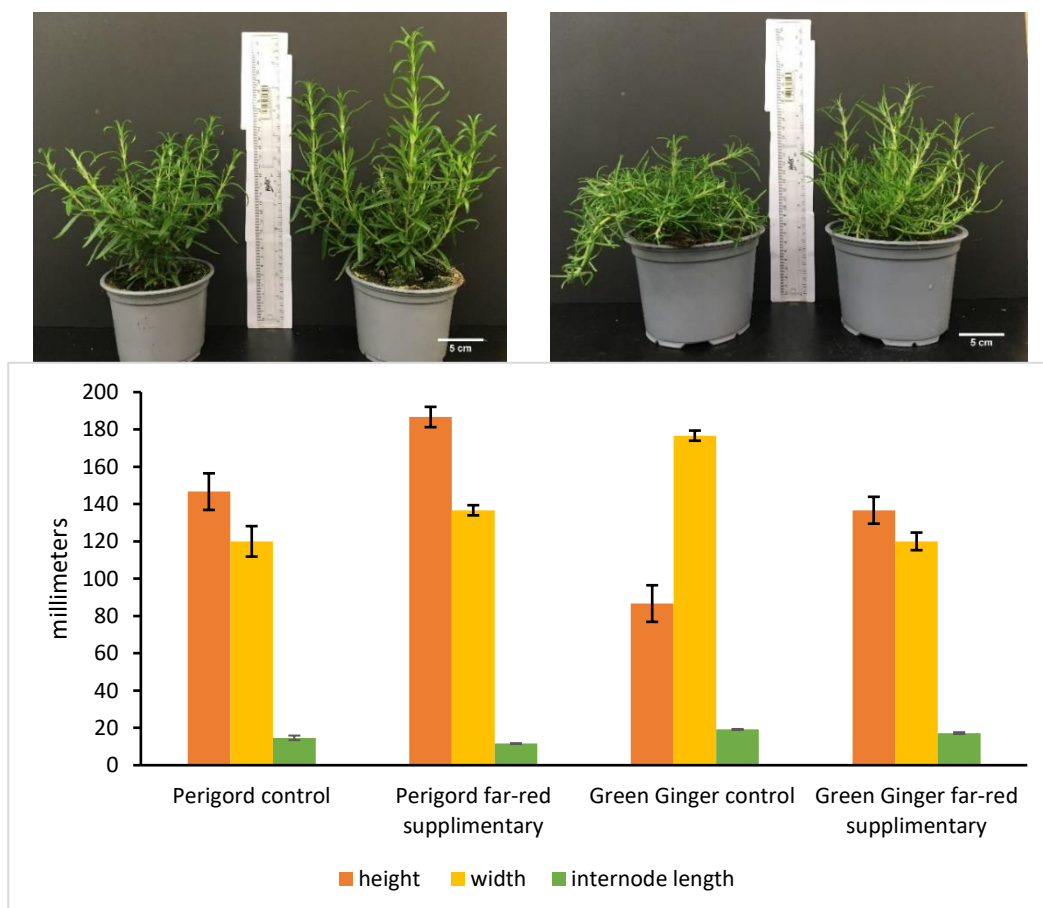 5 cm
5 cm
200
180
160
140
120
100
80
60
40
20
0
millimeters
Perigord control
Perigord far-red
supplimentary
Green Ginger control
Green Ginger far-red
supplimentary
height
width
internode length